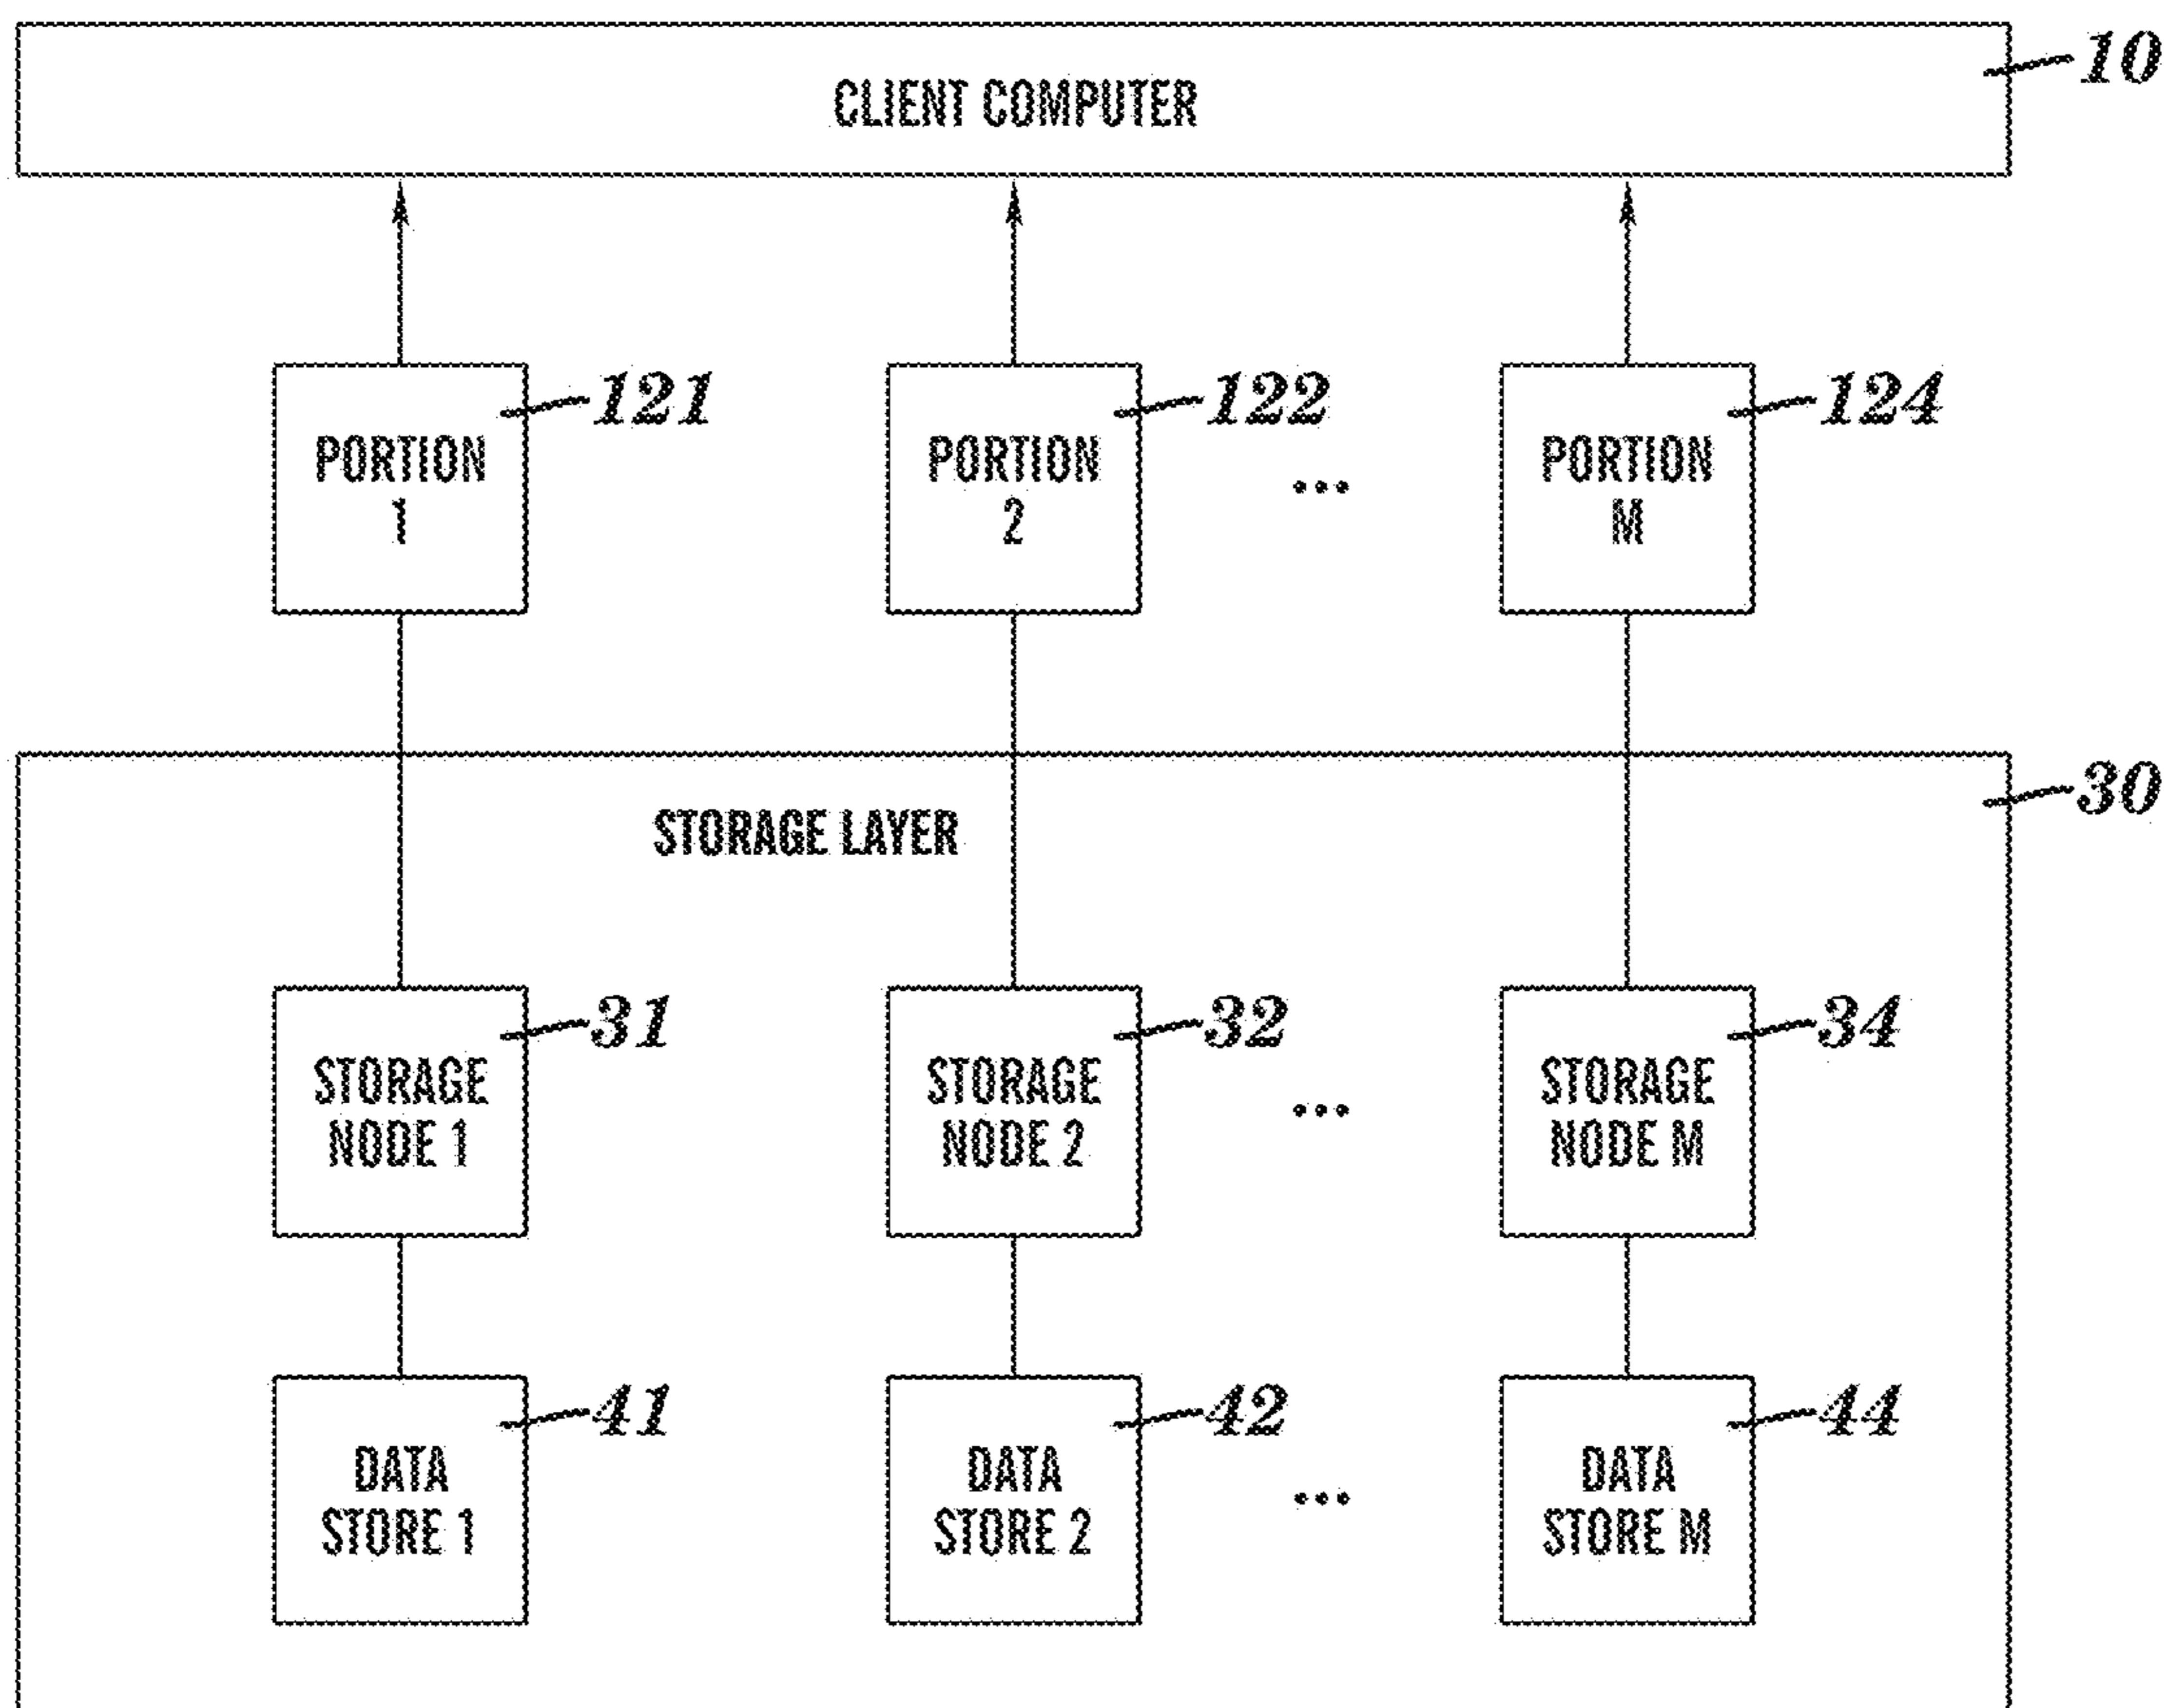 CLIENT COMPUTER
10
PORTION
1
121
PORTION
2
122
...
PORTION
M
124
STORAGE LAYER
30
STORAGE
NODE 1
31
STORAGE
NODE 2
32
...
STORAGE
NODE M
34
DATA
STORE 1
41
DATA
STORE 2
42
...
DATA
STORE M
44